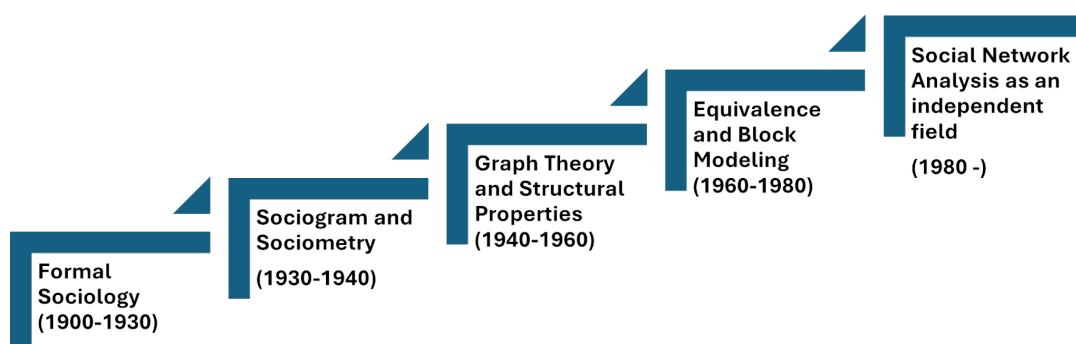 Formal
Sociology
(1900-1930)
Sociogram and
Sociometry
(1930-1940)
Graph Theory
and Structural
Properties
(1940-1960)
Equivalence
and Block
Modeling
(1960-1980)
Social Network
Analysis as an
independent
field
(1980 -)